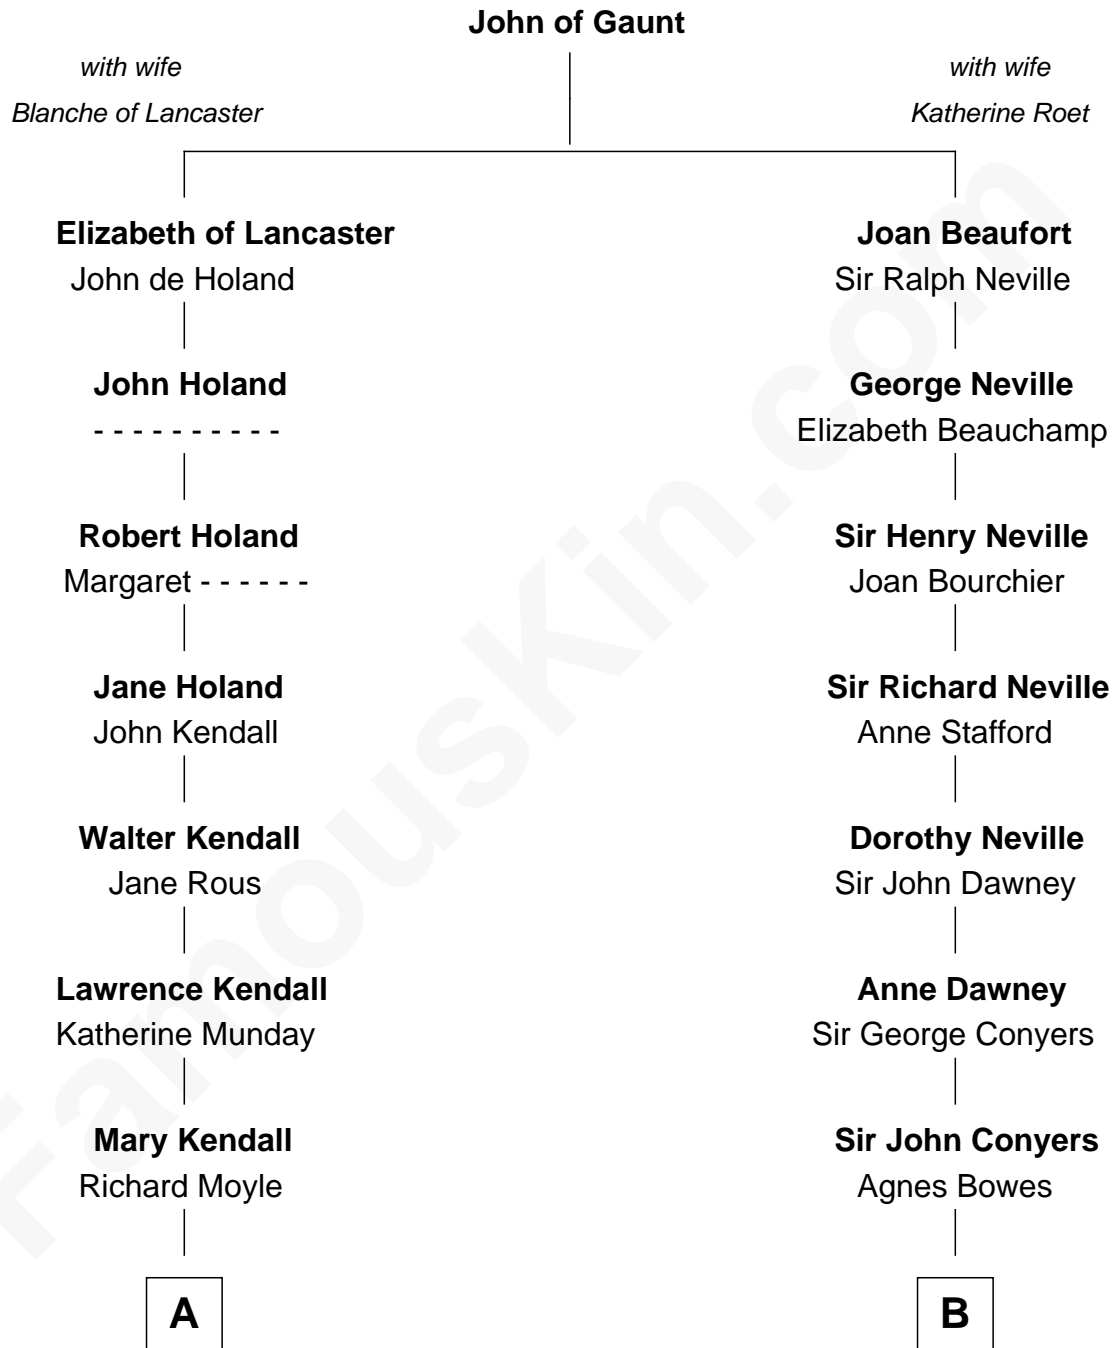 John of Gaunt
with wife
Blanche of Lancaster
with wife
Katherine Roet
Elizabeth of Lancaster
John de Holand
Joan Beaufort
Sir Ralph Neville
John Holand
- - - - - - - - - -
George Neville
Elizabeth Beauchamp
Robert Holand
Margaret - - - - - -
Sir Henry Neville
Joan Bourchier
Jane Holand
John Kendall
Sir Richard Neville
Anne Stafford
Walter Kendall
Jane Rous
Dorothy Neville
Sir John Dawney
Lawrence Kendall
Katherine Munday
Anne Dawney
Sir George Conyers
Mary Kendall
Richard Moyle
Sir John Conyers
Agnes Bowes
A
B
FamousKin.com